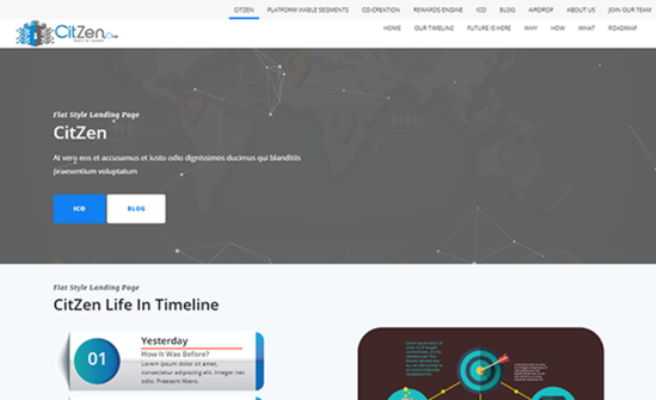 CITZEN PLATFORM VIABLE SEGMENTS CO-CREATION REWARDS ENGINE ICO BLOG AIRDROP ABOUT US JOIN OUR TEAM
CitZen
HOME OUR TIMELINE FUTURE IS HERE WHY HOW WHAT ROADMAP
Flat Style Landing Page
CitZen
At vero eos et accusamus et iusto odio dignissimos ducimus qui blanditiis
praesentium voluptatum
ICO BLOG
Flat Style Landing Page
CitZen Life In Timeline
01
Yesterday
How It Was Before?
Lorem ipsum dolor sit amet,
consectetur adipiscing elit. Integer nec
odio. Praesent libero.